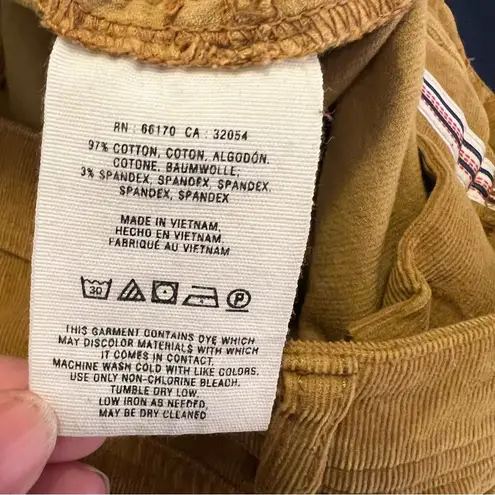 RN : 66170 CA : 32054
97% COTTON, COTON, ALGODÓN,
COTONE, BAUMWOLLE;
3% SPANDEX, SPANDEX, SPANDEX,
SPANDEX, SPANDEX
MADE IN VIETNAM,
HECHO EN VIETNAM,
FABRIQUÉ AU VIETNAM
30 P
THIS GARMENT CONTAINS DYE WHICH
MAY DISCOLOR MATERIALS WITH WHICH
IT COMES IN CONTACT.
MACHINE WASH COLD WITH LIKE COLORS.
USE ONLY NON-CHLORINE BLEACH.
TUMBLE DRY LOW.
LOW IRON AS NEEDED,
MAY BE DRY CLEANED